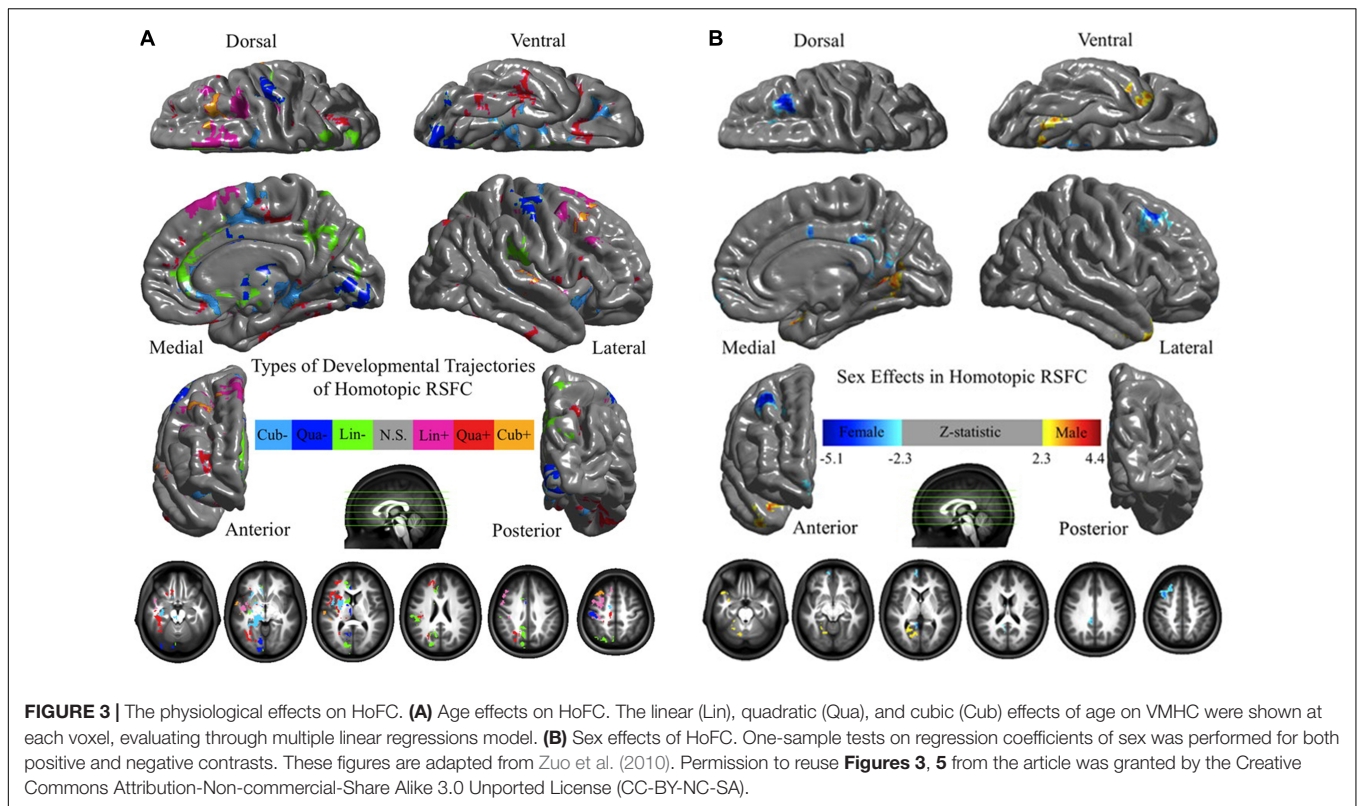 A
Dorsal
Ventral
Medial
Lateral
Types of Developmental Trajectories
of Homotopic RSFC
Cub- Qua- Lin- N.S. Lin+ Qua+ Cub+
Anterior
Posterior
B
Dorsal
Ventral
Medial
Lateral
Sex Effects in Homotopic RSFC
Female Z-statistic Male
-5.1 -2.3 2.3 4.4
Anterior
Posterior
FIGURE 3 | The physiological effects on HoFC. (A) Age effects on HoFC. The linear (Lin), quadratic (Qua), and cubic (Cub) effects of age on VMHC were shown at
each voxel, evaluating through multiple linear regressions model. (B) Sex effects of HoFC. One-sample tests on regression coefficients of sex was performed for both
positive and negative contrasts. These figures are adapted from Zuo et al. (2010). Permission to reuse Figures 3, 5 from the article was granted by the Creative
Commons Attribution-Non-commercial-Share Alike 3.0 Unported License (CC-BY-NC-SA).